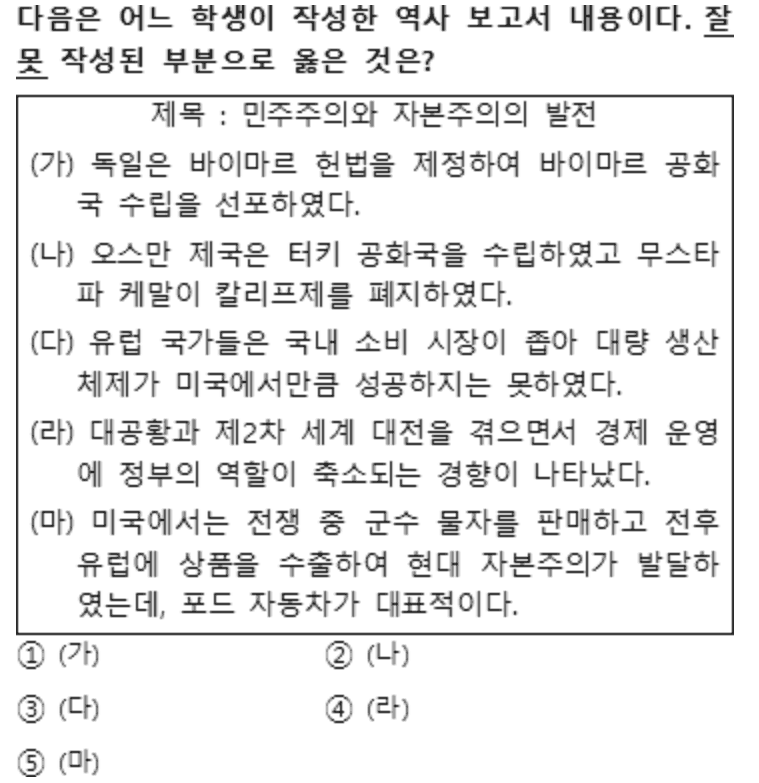 다음은 어느 학생이 작성한 역사 보고서 내용이다. 잘
못 작성된 부분으로 옳은 것은?
제목 : 민주주의와 자본주의의 발전
(가) 독일은 바이마르 헌법을 제정하여 바이마르 공화
국 수립을 선포하였다.
(나) 오스만 제국은 터키 공화국을 수립하였고 무스타
파 케말이 칼리프제를 폐지하였다.
(다) 유럽 국가들은 국내 소비 시장이 좁아 대량 생산
체제가 미국에서만큼 성공하지는 못하였다.
(라) 대공황과 제2차 세계 대전을 겪으면서 경제 운영
에 정부의 역할이 축소되는 경향이 나타났다.
(마) 미국에서는 전쟁 중 군수 물자를 판매하고 전후
유럽에 상품을 수출하여 현대 자본주의가 발달하
였는데, 포드 자동차가 대표적이다.
① (가) ② (나)
③ (다) ④ (라)
⑤ (마)